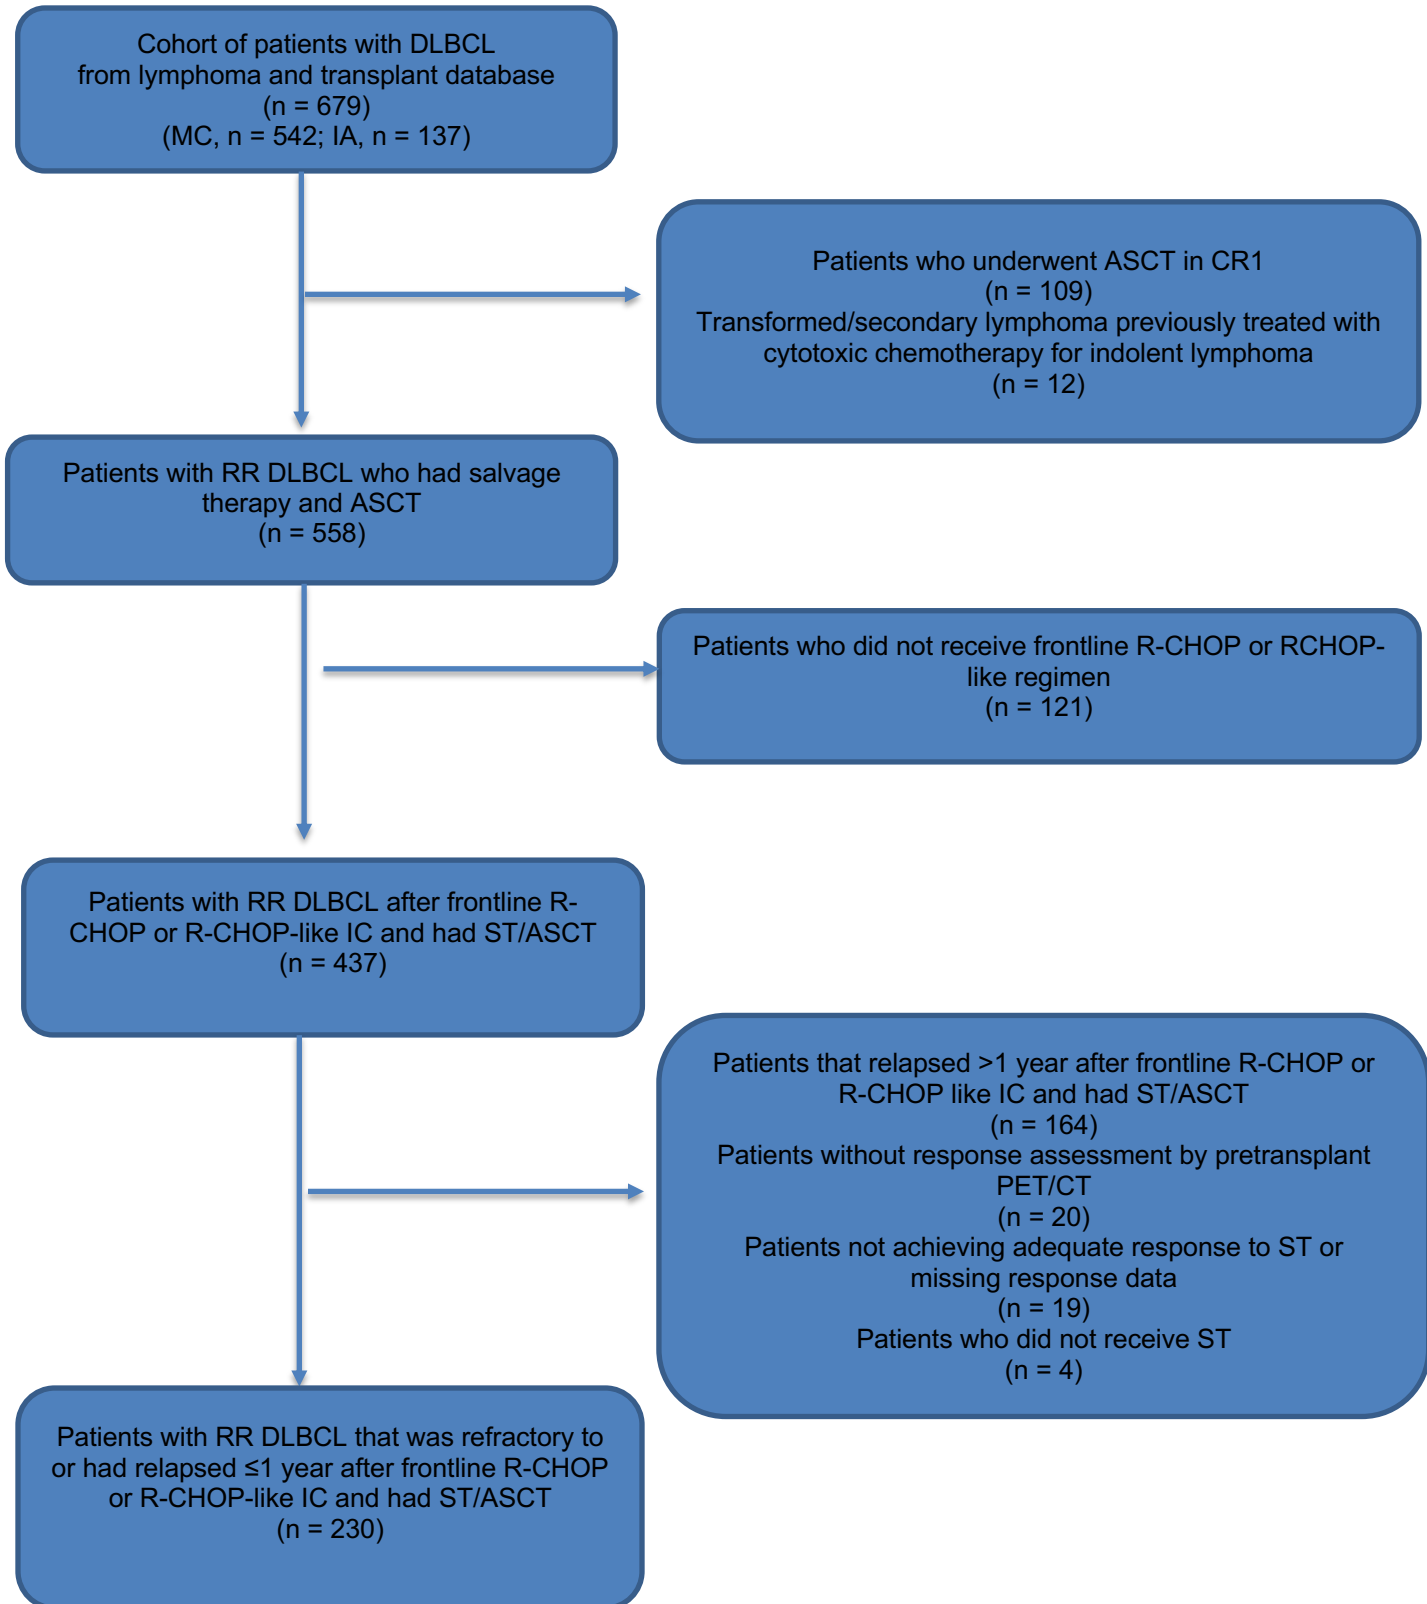 Cohort of patients with DLBCL
from lymphoma and transplant database
(n = 679)
(MC, n = 542; IA, n = 137)
Patients who underwent ASCT in CR1
(n = 109)
Transformed/secondary lymphoma previously treated with
cytotoxic chemotherapy for indolent lymphoma
(n = 12)
Patients with RR DLBCL who had salvage
therapy and ASCT
(n = 558)
Patients who did not receive frontline R-CHOP or RCHOP-
like regimen
(n = 121)
Patients with RR DLBCL after frontline R-
CHOP or R-CHOP-like IC and had ST/ASCT
(n = 437)
Patients that relapsed >1 year after frontline R-CHOP or
R-CHOP like IC and had ST/ASCT
(n = 164)
Patients without response assessment by pretransplant
PET/CT
(n = 20)
Patients not achieving adequate response to ST or
missing response data
(n = 19)
Patients who did not receive ST
(n = 4)
Patients with RR DLBCL that was refractory to
or had relapsed ≤1 year after frontline R-CHOP
or R-CHOP-like IC and had ST/ASCT
(n = 230)